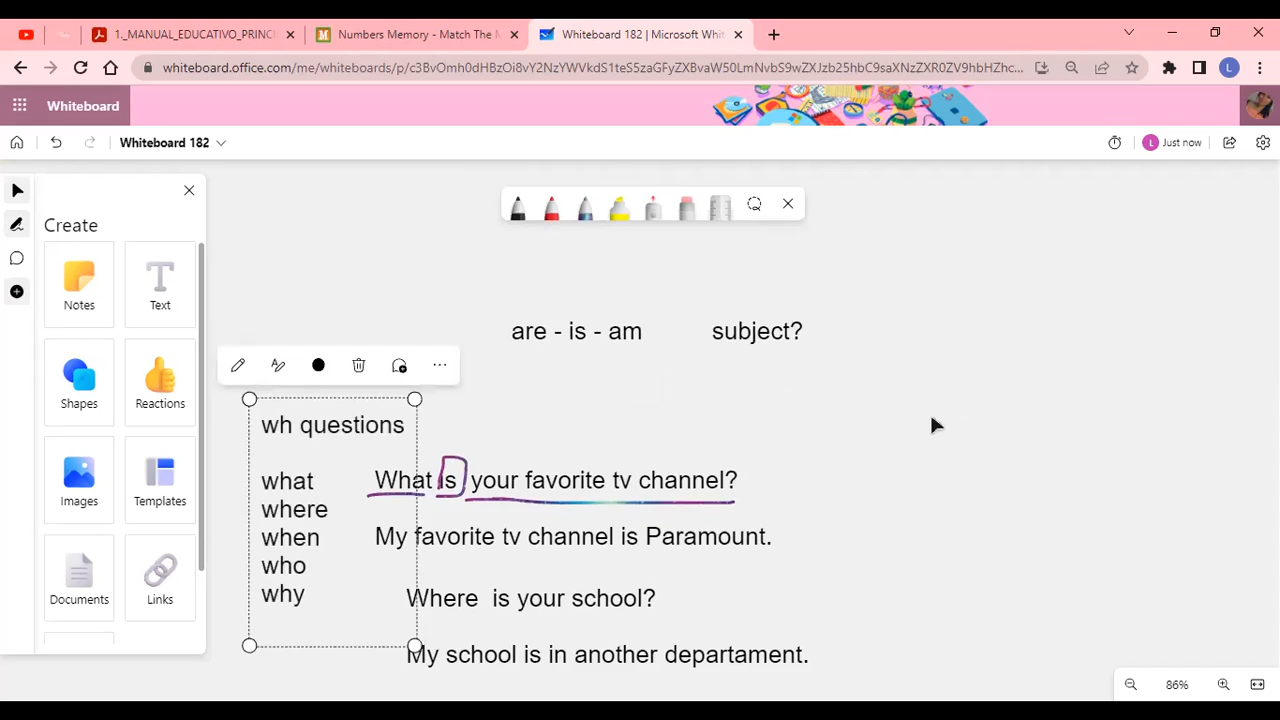 1._MANUAL_EDUCATIVO_PRINC
Numbers Memory - Match The N
Whiteboard 182 | Microsoft Whit
whiteboard.office.com/me/whiteboards/p/c3BvOmh0dHBzOi8vY2NzYWVkdS1teS5zaGFyZXBvaW50LmNvbS9wZXJzb25hbC9saXNzZXR0ZV9hbHZhbHZhc...
L
Whiteboard
Whiteboard 182
L Just now
Create
Notes
Text
Shapes
Reactions
Images
Templates
Documents
Links
are - is - am subject?
wh questions
what
where
when
who
why
What is your favorite tv channel?
My favorite tv channel is Paramount.
Where is your school?
My school is in another departament.
86%